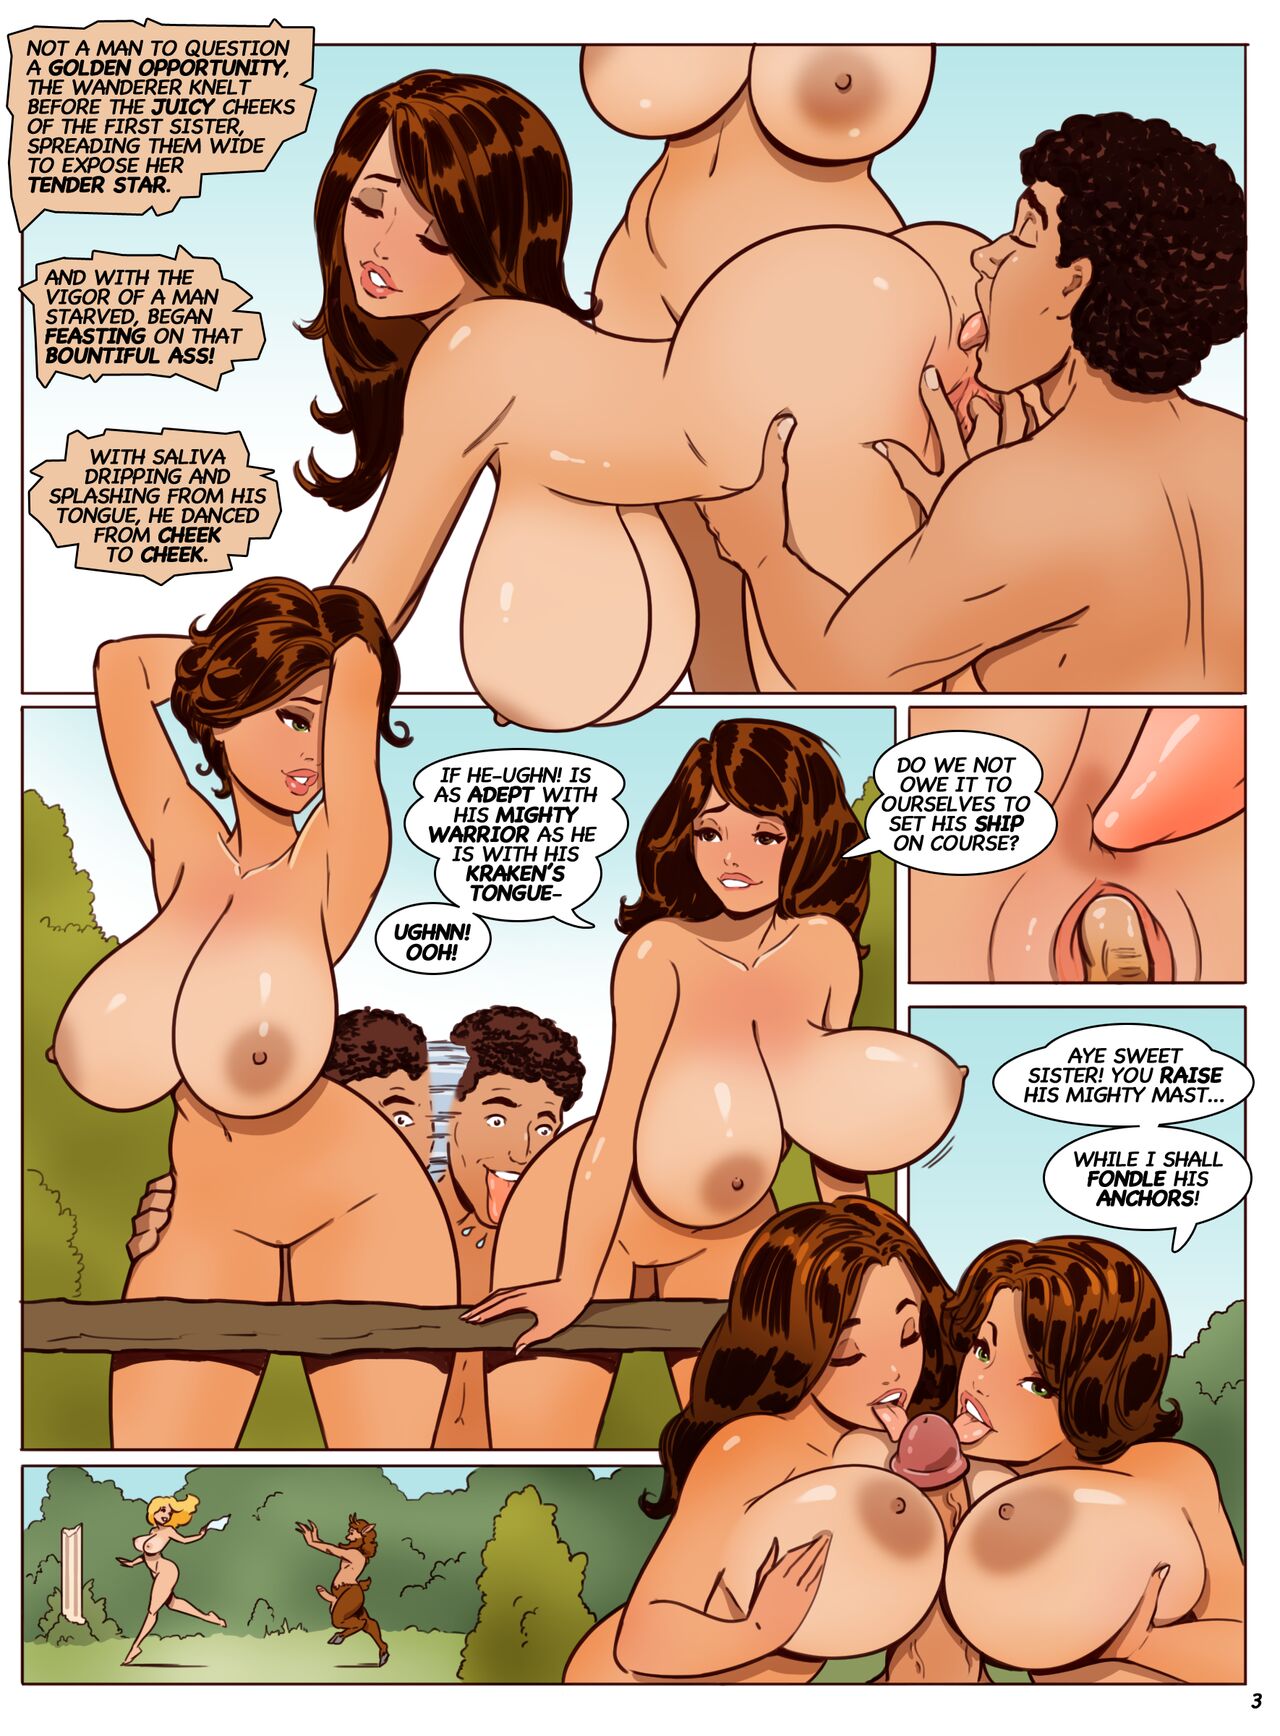 NOT A MAN TO QUESTION
A GOLDEN OPPORTUNITY,
THE WANDERER KNELT
BEFORE THE JUICY CHEEKS
OF THE FIRST SISTER,
SPREADING THEM WIDE
TO EXPOSE HER
TENDER STAR.
AND WITH THE
VIGOR OF A MAN
STARVED, BEGAN
FEASTING ON THAT
BOUNTIFUL ASS!
WITH SALIVA
DRIPPING AND
SPLASHING FROM HIS
TONGUE, HE DANCED
FROM CHEEK
TO CHEEK.
IF HE-UGHN! IS
AS ADEPT WITH
HIS MIGHTY
WARRIOR AS HE
IS WITH HIS
KRAKEN'S
TONGUE-
UGHNN!
OOH!
DO WE NOT
OWE IT TO
OURSELVES TO
SET HIS SHIP
ON COURSE?
AYE SWEET
SISTER! YOU RAISE
HIS MIGHTY MAST...
WHILE I SHALL
FONDLE HIS
ANCHORS!
3